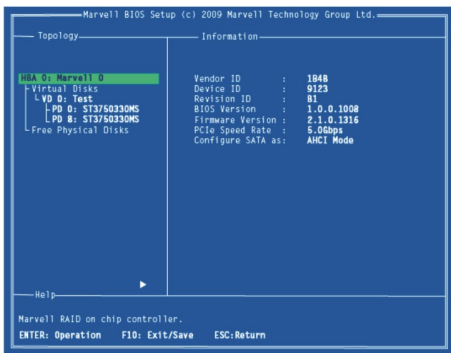 Marvell BIOS Setup (c) 2009 Marvell Technology Group Ltd.
Topology
Information
HBA 0: Marvell 0
Virtual Disks
VD 0: Test
PD 0: ST3750330MS
PD 8: ST3750330MS
Free Physical Disks
Vendor ID : 1B4B
Device ID : 9123
Revision ID : B1
BIOS Version : 1.0.0.1008
Firmware Version : 2.1.0.1316
PCIe Speed Rate : 5.0Gbps
Configure SATA as: AHCI Mode
Help
Marvell RAID on chip controller.
ENTER: Operation F10: Exit/Save ESC:Return